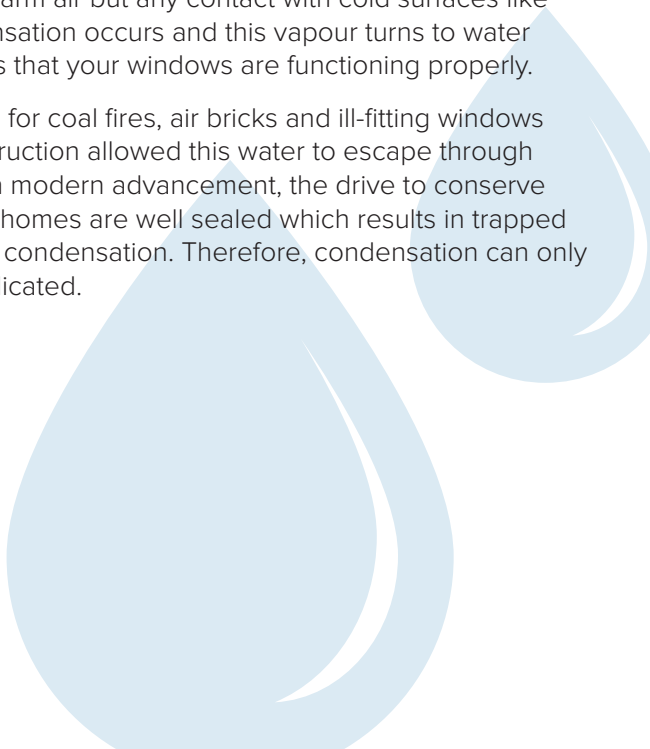 arm air but any contact with cold surfaces like
nsation occurs and this vapour turns to water
s that your windows are functioning properly.
for coal fires, air bricks and ill-fitting windows
ruction allowed this water to escape through
modern advancement, the drive to conserve
homes are well sealed which results in trapped
condensation. Therefore, condensation can only
icated.